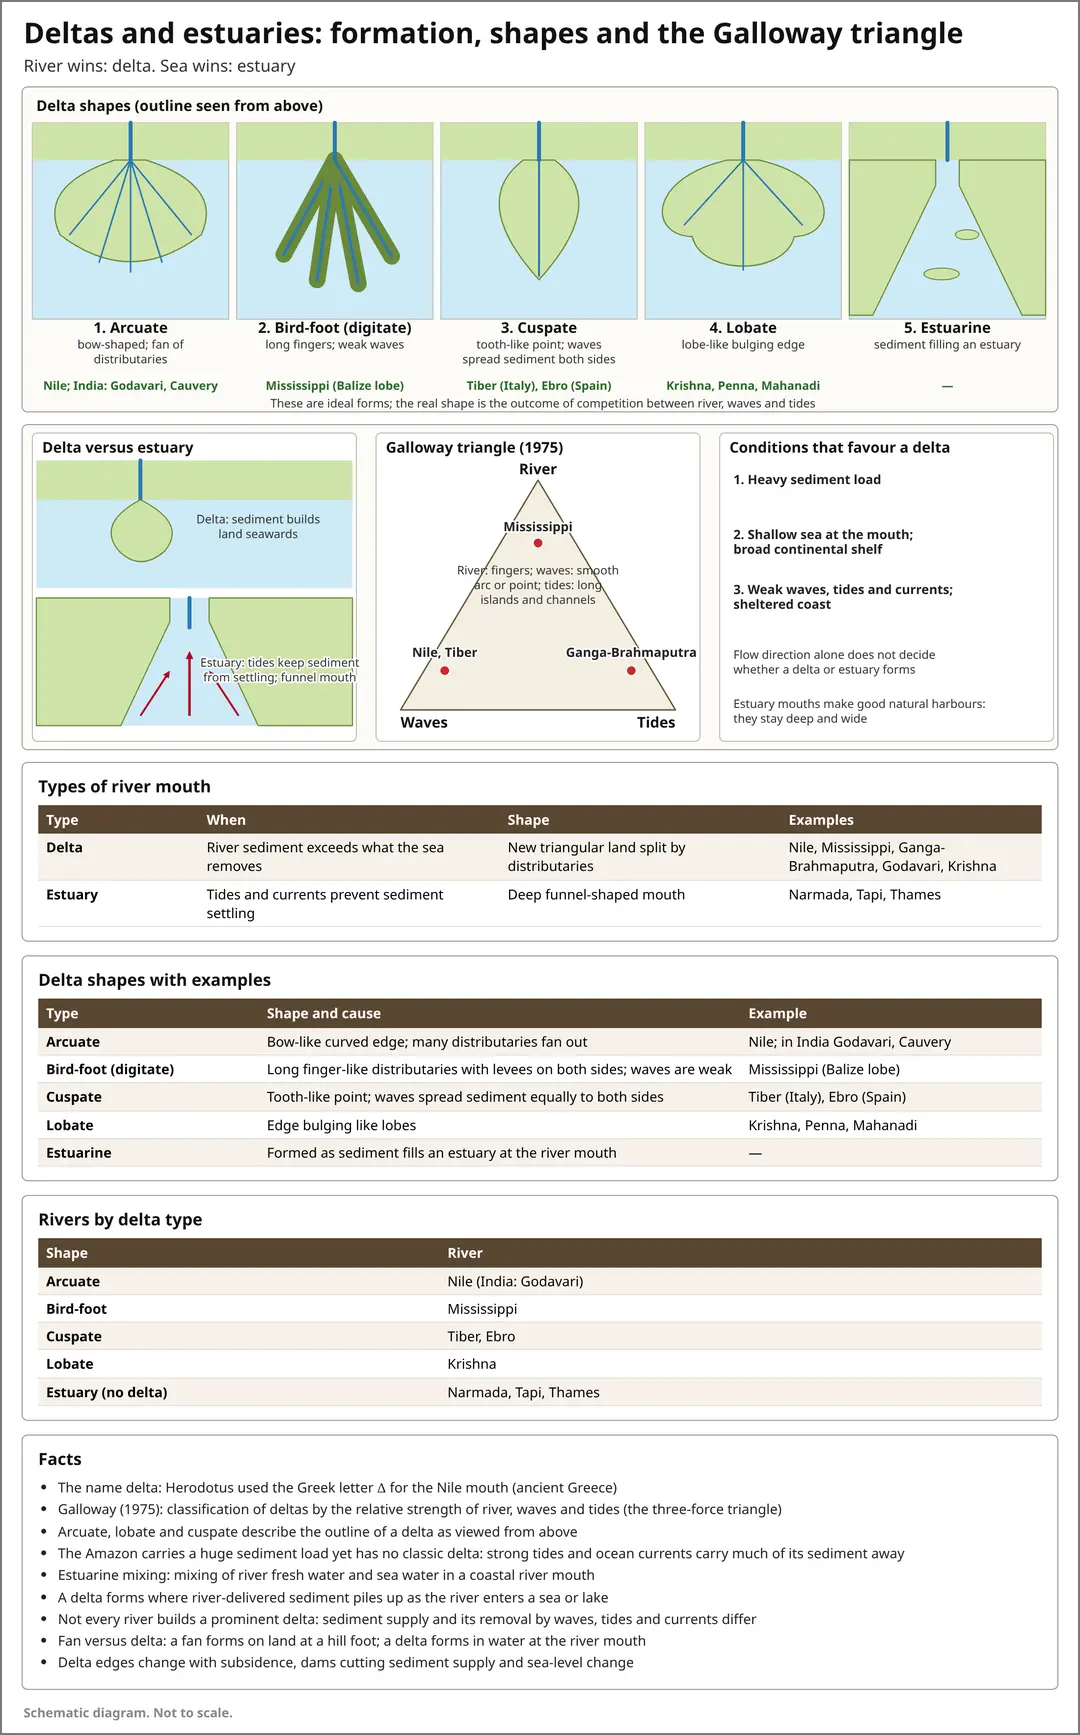 Deltas and estuaries: formation, shapes and the Galloway triangle
River wins: delta. Sea wins: estuary
Delta shapes (outline seen from above)
1. Arcuate
bow-shaped; fan of
distributaries
Nile; India: Godavari, Cauvery
2. Bird-foot (digitate)
long fingers; weak waves
Mississippi (Balize lobe)
3. Cuspate
tooth-like point; waves
spread sediment both sides
Tiber (Italy), Ebro (Spain)
4. Lobate
lobe-like bulging edge
Krishna, Penna, Mahanadi
5. Estuarine
sediment filling an estuary
—
These are ideal forms; the real shape is the outcome of competition between river, waves and tides
Delta versus estuary
Delta: sediment builds
land seawards
Estuary: tides keep sediment
from settling; funnel mouth
Galloway triangle (1975)
River
Mississippi
River: fingers; waves: smooth
arc or point; tides: long
islands and channels
Nile, Tiber
Ganga-Brahmaputra
Waves
Tides
Conditions that favour a delta
1. Heavy sediment load
2. Shallow sea at the mouth;
broad continental shelf
3. Weak waves, tides and currents;
sheltered coast
Flow direction alone does not decide
whether a delta or estuary forms
Estuary mouths make good natural harbours:
they stay deep and wide
Types of river mouth
Type When Shape Examples
Delta River sediment exceeds what the sea New triangular land split by Nile, Mississippi, Ganga-
removes distributaries Brahmaputra, Godavari, Krishna
Estuary Tides and currents prevent sediment Deep funnel-shaped mouth Narmada, Tapi, Thames
settling
Delta shapes with examples
Type Shape and cause Example
Arcuate Bow-like curved edge; many distributaries fan out Nile; in India Godavari, Cauvery
Bird-foot (digitate) Long finger-like distributaries with levees on both sides; waves are weak Mississippi (Balize lobe)
Cuspate Tooth-like point; waves spread sediment equally to both sides Tiber (Italy), Ebro (Spain)
Lobate Edge bulging like lobes Krishna, Penna, Mahanadi
Estuarine Formed as sediment fills an estuary at the river mouth —
Rivers by delta type
Shape River
Arcuate Nile (India: Godavari)
Bird-foot Mississippi
Cuspate Tiber, Ebro
Lobate Krishna
Estuary (no delta) Narmada, Tapi, Thames
Facts
• The name delta: Herodotus used the Greek letter Δ for the Nile mouth (ancient Greece)
• Galloway (1975): classification of deltas by the relative strength of river, waves and tides (the three-force triangle)
• Arcuate, lobate and cuspate describe the outline of a delta as viewed from above
• The Amazon carries a huge sediment load yet has no classic delta: strong tides and ocean currents carry much of its sediment away
• Estuarine mixing: mixing of river fresh water and sea water in a coastal river mouth
• A delta forms where river-delivered sediment piles up as the river enters a sea or lake
• Not every river builds a prominent delta: sediment supply and its removal by waves, tides and currents differ
• Fan versus delta: a fan forms on land at a hill foot; a delta forms in water at the river mouth
• Delta edges change with subsidence, dams cutting sediment supply and sea-level change
Schematic diagram. Not to scale.